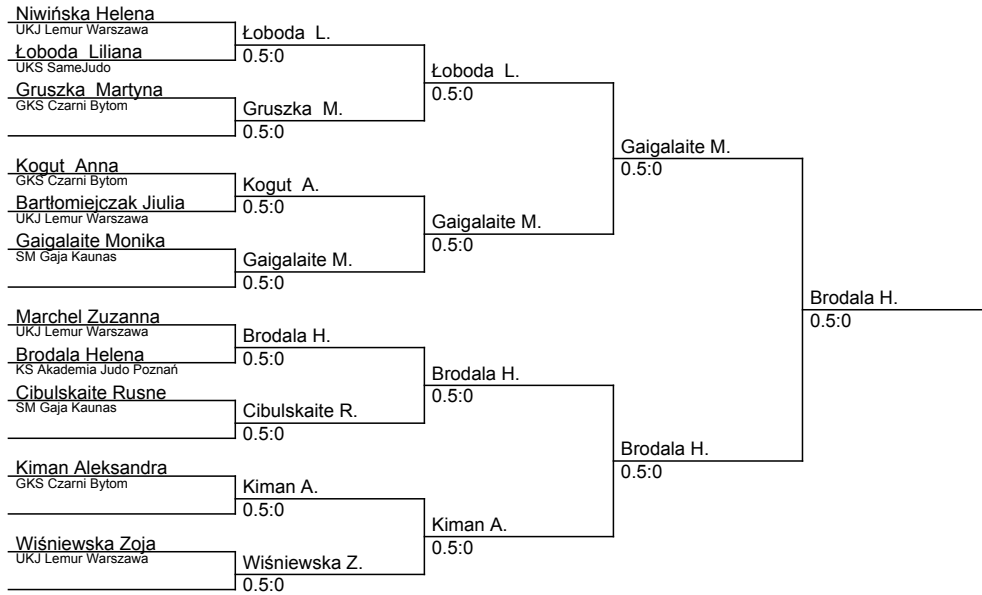 Niwińska Helena
UKJ Lemur Warszawa
Łoboda  Liliana
UKS SameJudo
Gruszka  Martyna
GKS Czarni Bytom
Kogut  Anna
GKS Czarni Bytom
Bartłomiejczak Jiulia
UKJ Lemur Warszawa
Gaigalaite Monika
SM Gaja Kaunas
Marchel Zuzanna
UKJ Lemur Warszawa
Brodala Helena
KS Akademia Judo Poznań
Cibulskaite Rusne
SM Gaja Kaunas
Kiman Aleksandra
GKS Czarni Bytom
Wiśniewska Zoja
UKJ Lemur Warszawa
Łoboda  L.
0.5:0
Gruszka  M.
0.5:0
Kogut  A.
0.5:0
Gaigalaite M.
0.5:0
Brodala H.
0.5:0
Cibulskaite R.
0.5:0
Kiman A.
0.5:0
Wiśniewska Z.
0.5:0
Łoboda  L.
0.5:0
Gaigalaite M.
0.5:0
Brodala H.
0.5:0
Kiman A.
0.5:0
Gaigalaite M.
0.5:0
Brodala H.
0.5:0
Brodala H.
0.5:0